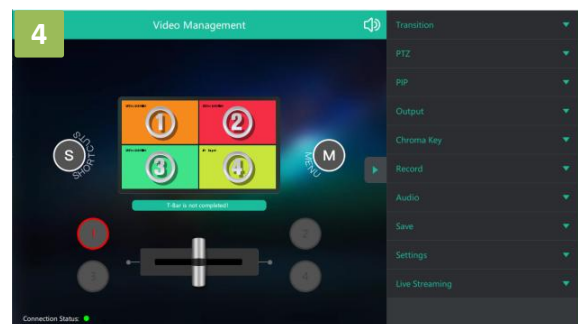 4
Video Management
1
2
3
4
S
SHORTCUTS
M
MENU
T-Bar is not completed!
1
2
3
4
Connection Status:
Transition
PTZ
PIP
Output
Chroma Key
Record
Audio
Save
Settings
Live Streaming